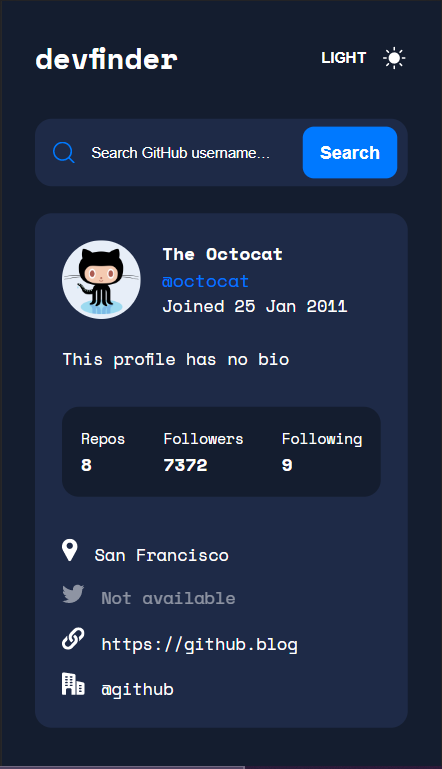 devfinder
LIGHT
Search GitHub username...
Search
The Octocat
@octocat
Joined 25 Jan 2011
This profile has no bio
Repos Followers Following
8 7372 9
San Francisco
Not available
https://github.blog
@github